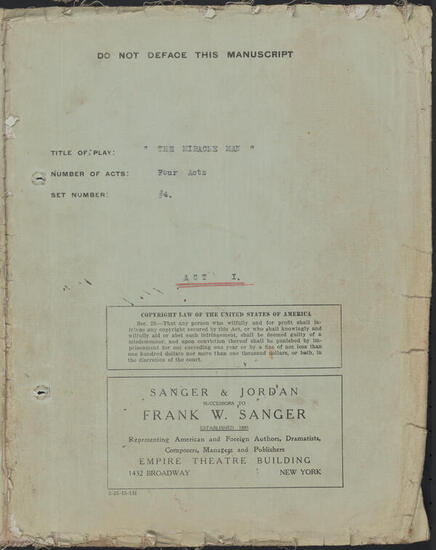 DO NOT DEFACE THIS MANUSCRIPT
TITLE OF PLAY: " THE MIRACLE MAN "
NUMBER OF ACTS: Four Acts
SET NUMBER: #4.
ACT I.
COPYRIGHT LAW OF THE UNITED STATES OF AMERICA
Sec. 28—That any person who wilfully and for profit shall in-
fringe any copyright secured by this Act, or who shall knowingly and
wilfully aid or abet such infringement, shall be deemed guilty of a
misdemeanor, and upon conviction thereof shall be punished by im-
prisonment for not exceeding one year or by a fine of not less than
one hundred dollars nor more than one thousand dollars, or both, in
the discretion of the court.
SANGER & JORDAN
SUCCESSORS TO
FRANK W. SANGER
ESTABLISHED 1885
Representing American and Foreign Authors, Dramatists,
Composers, Managers and Publishers
EMPIRE THEATRE BUILDING
1432 BROADWAY NEW YORK